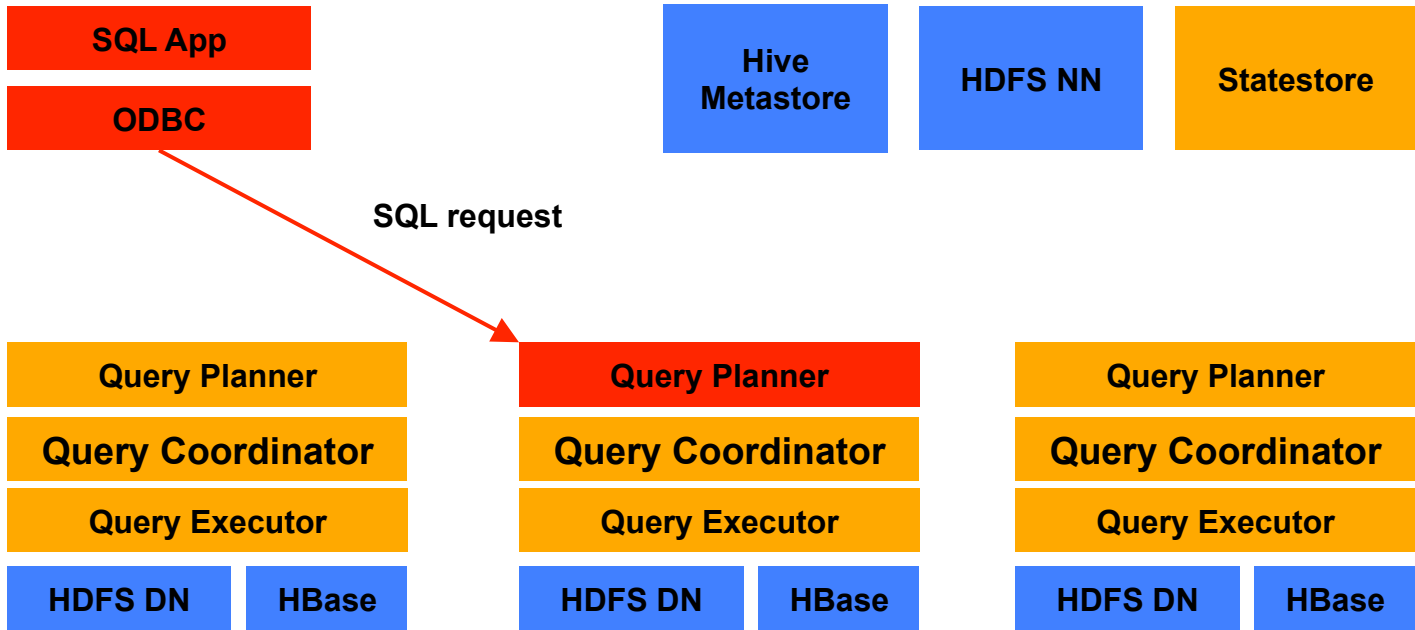 SQL App
ODBC
Hive
Metastore
HDFS NN
Statestore
SQL request
Query Planner
Query Coordinator
Query Executor
HDFS DN
HBase
Query Planner
Query Coordinator
Query Executor
HDFS DN
HBase
Query Planner
Query Coordinator
Query Executor
HDFS DN
HBase